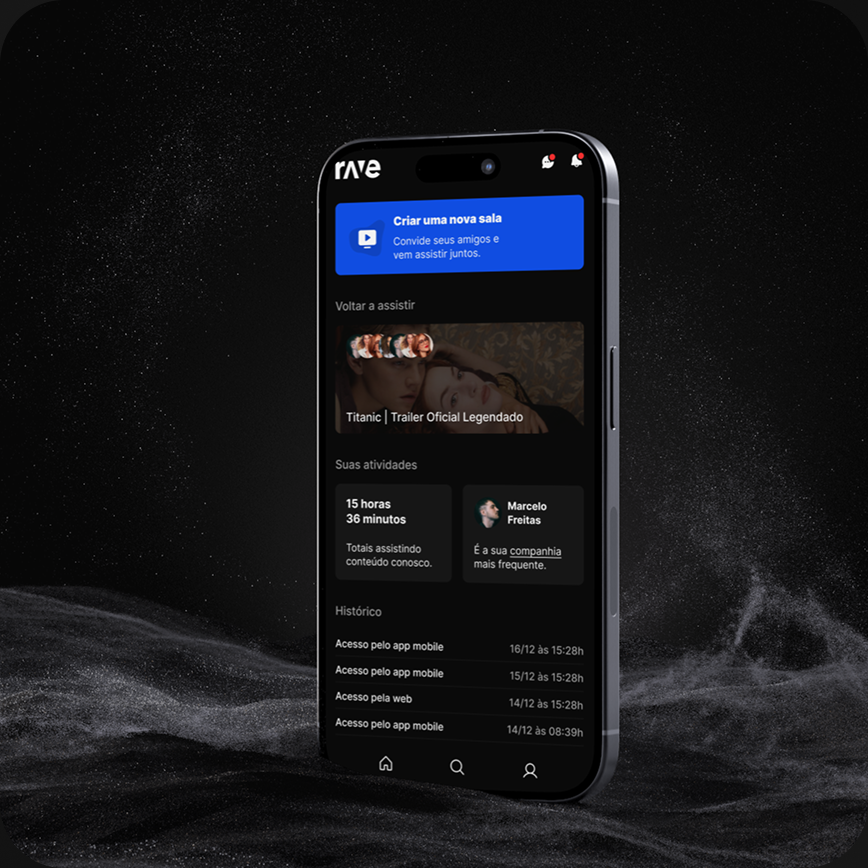 rave
Criar uma nova sala
Convide seus amigos e
vem assistir juntos.
Voltar a assistir
Titanic | Trailer Oficial Legendado
Suas atividades
15 horas
36 minutos
Totais assistindo
conteúdo conosco.
Marcelo
Freitas
É a sua companhia
mais frequente.
Histórico
Acesso pelo app mobile 16/12 às 15:28h
Acesso pelo app mobile 15/12 às 15:28h
Acesso pela web 14/12 às 15:28h
Acesso pelo app mobile 14/12 às 08:39h